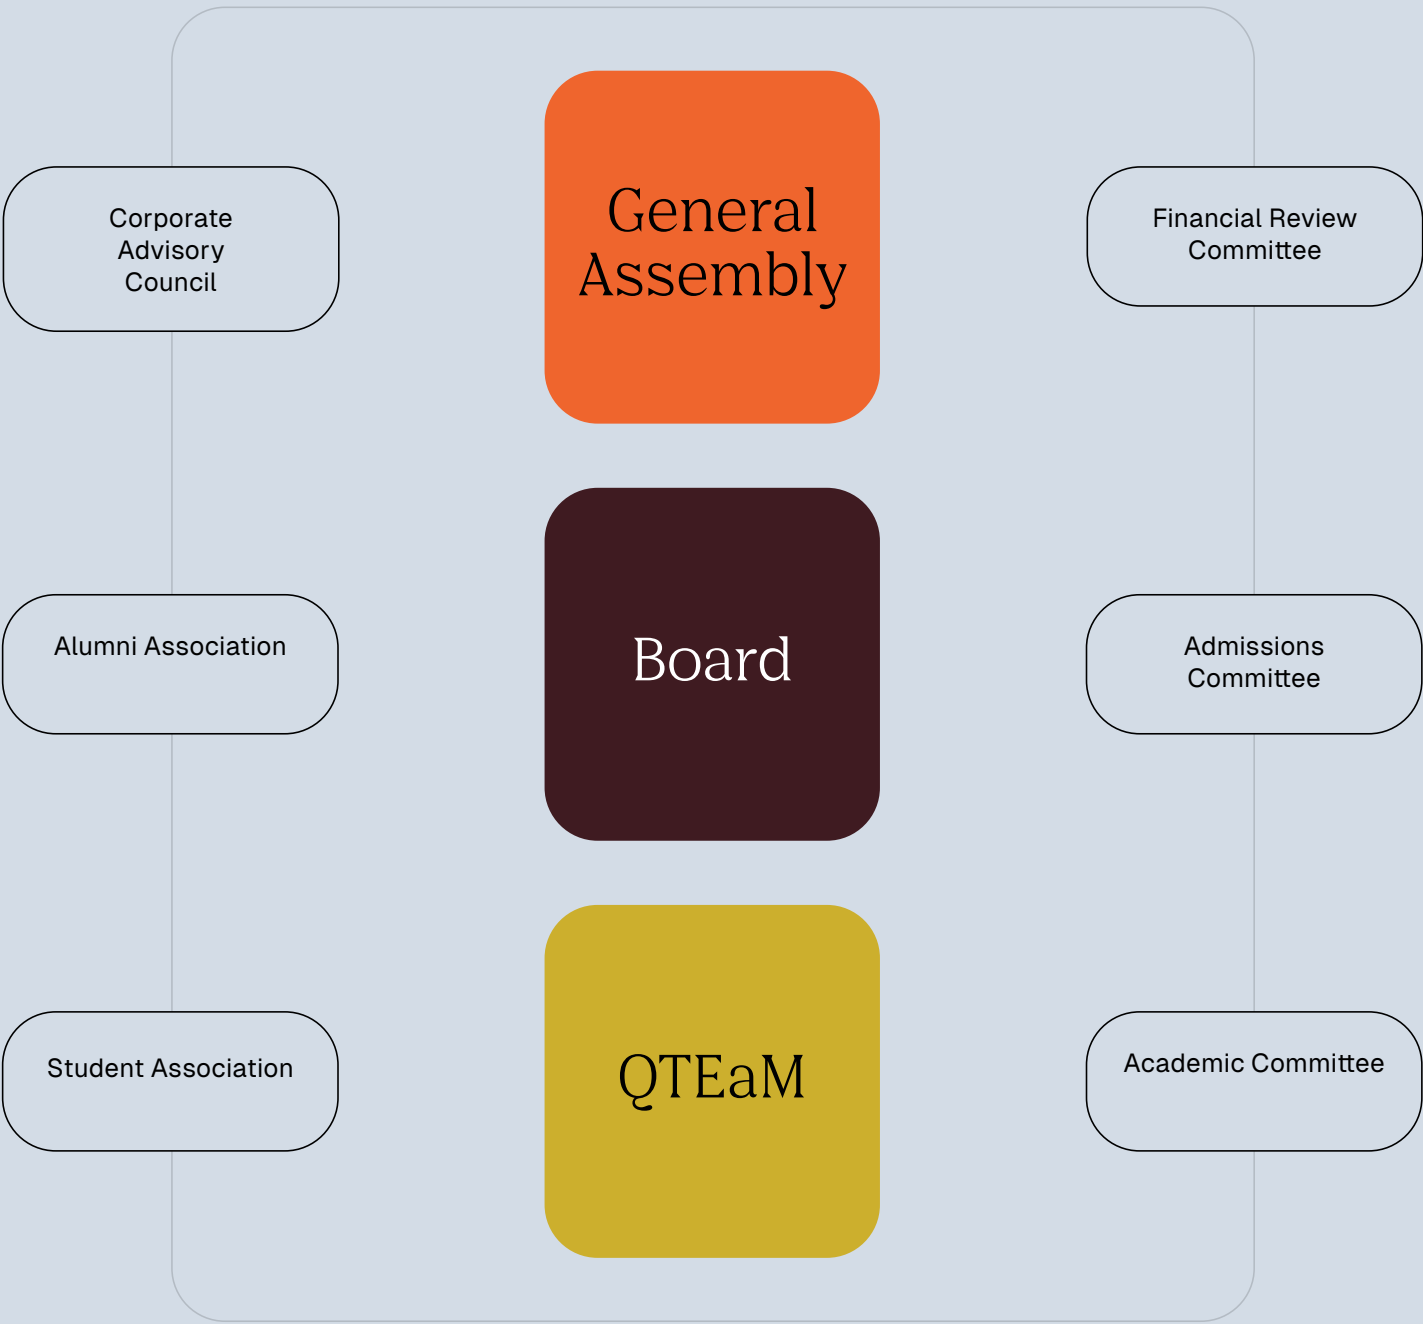 Corporate
Advisory
Council
General
Assembly
Financial Review
Committee
Alumni Association
Board
Admissions
Committee
Student Association
QTEaM
Academic Committee